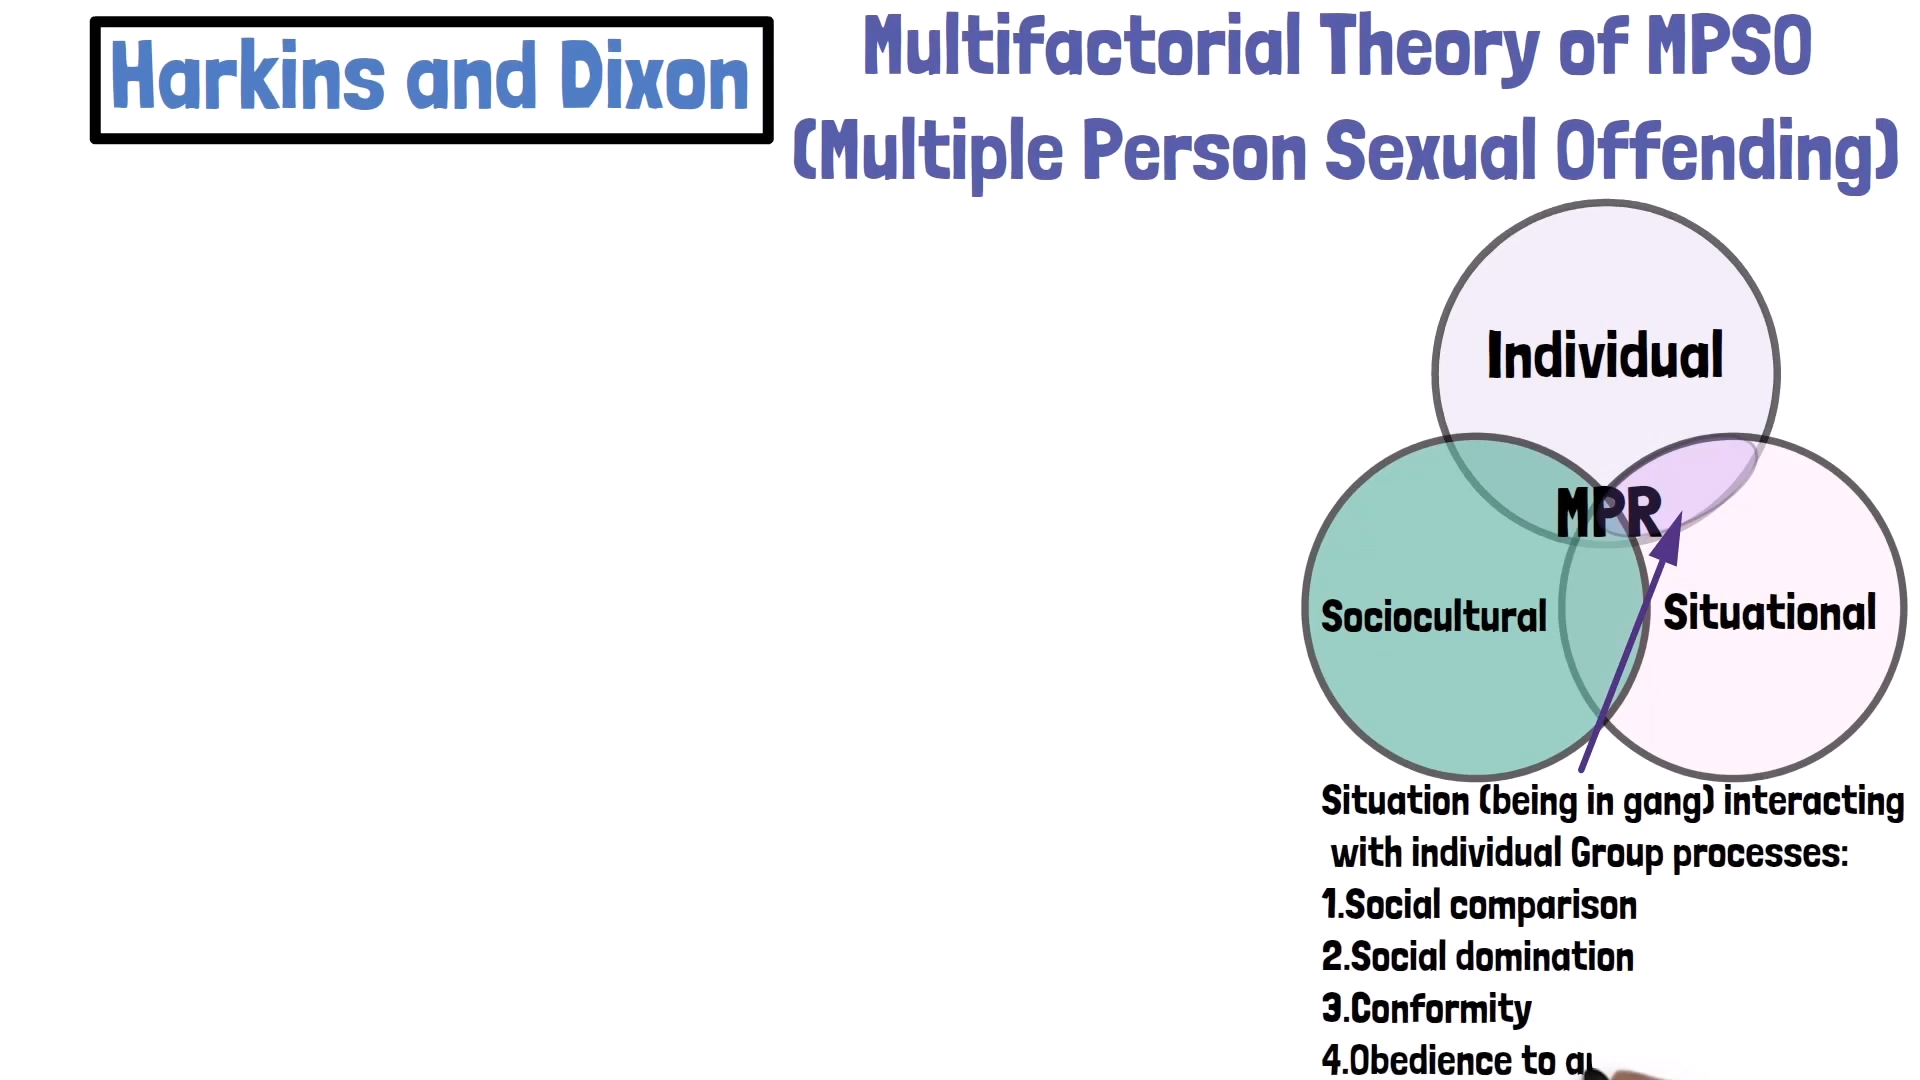 Harkins and Dixon
Multifactorial Theory of MPSO
(Multiple Person Sexual Offending)
Individual
MPR
Sociocultural
Situational
Situation (being in gang) interacting
with individual Group processes:
1.Social comparison
2.Social domination
3.Conformity
4.Obedience to